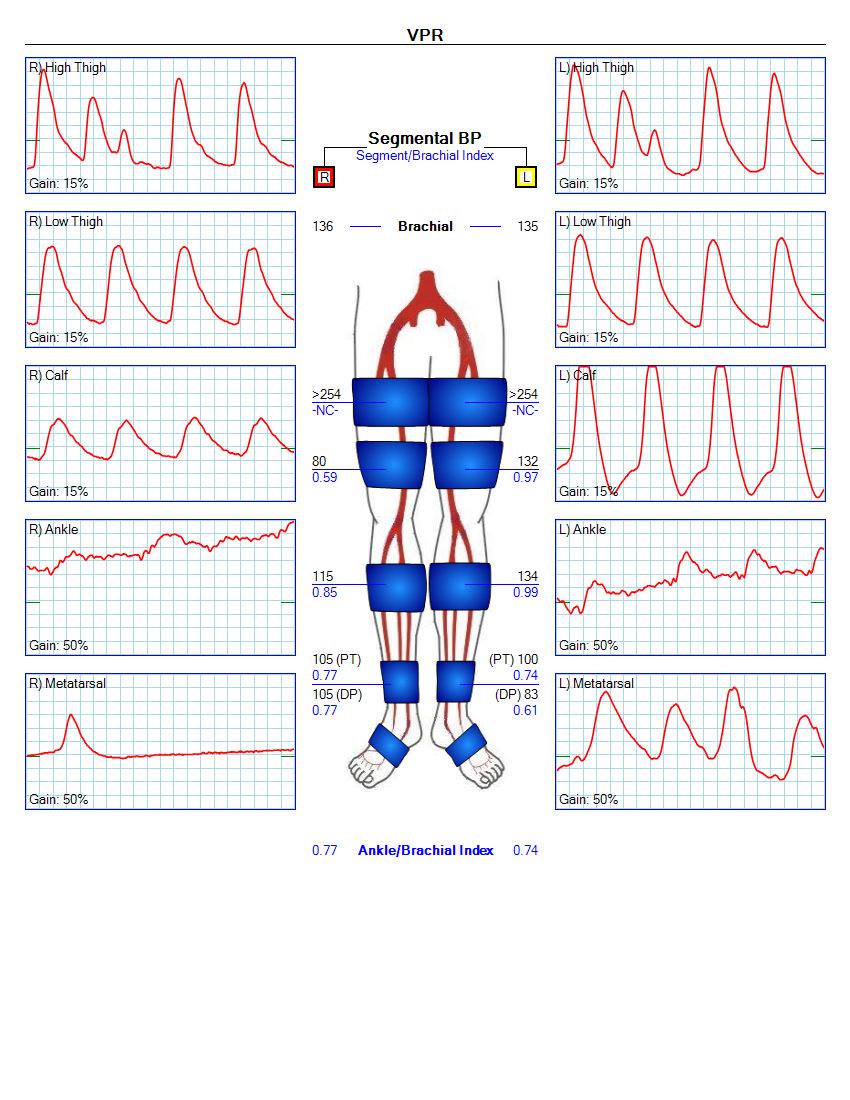 VPR
R) High Thigh
Gain: 15%
L) High Thigh
Gain: 15%
Segmental BP
Segment/Brachial Index
R
L
136 Brachial 135
R) Low Thigh
Gain: 15%
L) Low Thigh
Gain: 15%
R) Calf
Gain: 15%
L) Calf
Gain: 15%
>254 >254
-NC- -NC-
80 132
0.59 0.97
R) Ankle
Gain: 50%
L) Ankle
Gain: 50%
115 134
0.85 0.99
105 (PT) (PT) 100
0.77 0.74
105 (DP) (DP) 83
0.77 0.61
R) Metatarsal
Gain: 50%
L) Metatarsal
Gain: 50%
0.77 Ankle/Brachial Index 0.74